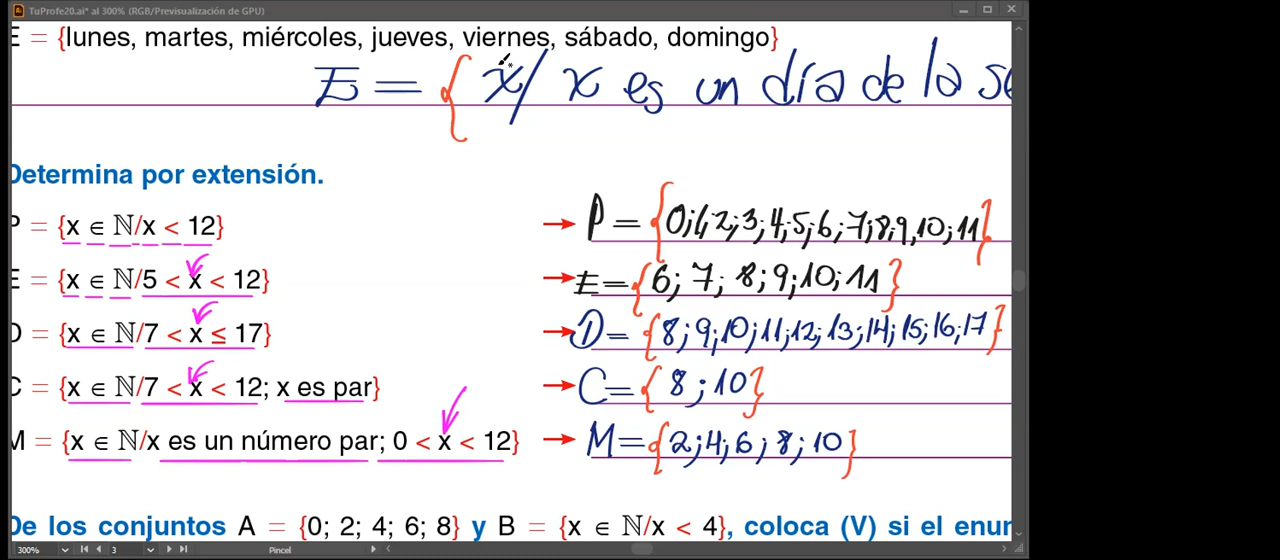 TuProfe20.ai* al 300% (RGB/Previsualización de GPU)
E = {lunes, martes, miércoles, jueves, viernes, sábado, domingo}
E = { x/ x es un día de la se
Determina por extensión.
P = {x ∈ ℕ/x < 12} → P = {0;1;2;3;4;5;6;7;8;9,10;11}
E = {x ∈ ℕ/5 < x < 12} → E = {6; 7; 8; 9; 10; 11}
D = {x ∈ ℕ/7 < x ≤ 17} → D = {8; 9; 10; 11; 12; 13; 14; 15; 16; 17}
C = {x ∈ ℕ/7 < x < 12; x es par} → C = {8; 10}
M = {x ∈ ℕ/x es un número par; 0 < x < 12} → M = {2; 4; 6; 8; 10}
De los conjuntos A = {0; 2; 4; 6; 8} y B = {x ∈ ℕ/x < 4}, coloca (V) si el enun
300% 3 Pincel